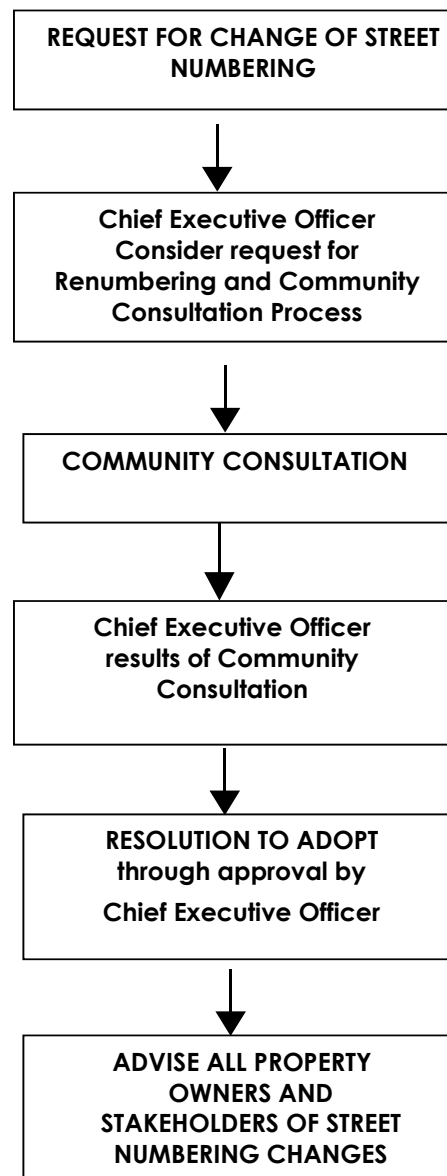 REQUEST FOR CHANGE OF STREET
NUMBERING
Chief Executive Officer
Consider request for
Renumbering and Community
Consultation Process
COMMUNITY CONSULTATION
Chief Executive Officer
results of Community
Consultation
RESOLUTION TO ADOPT
through approval by
Chief Executive Officer
ADVISE ALL PROPERTY
OWNERS AND
STAKEHOLDERS OF STREET
NUMBERING CHANGES